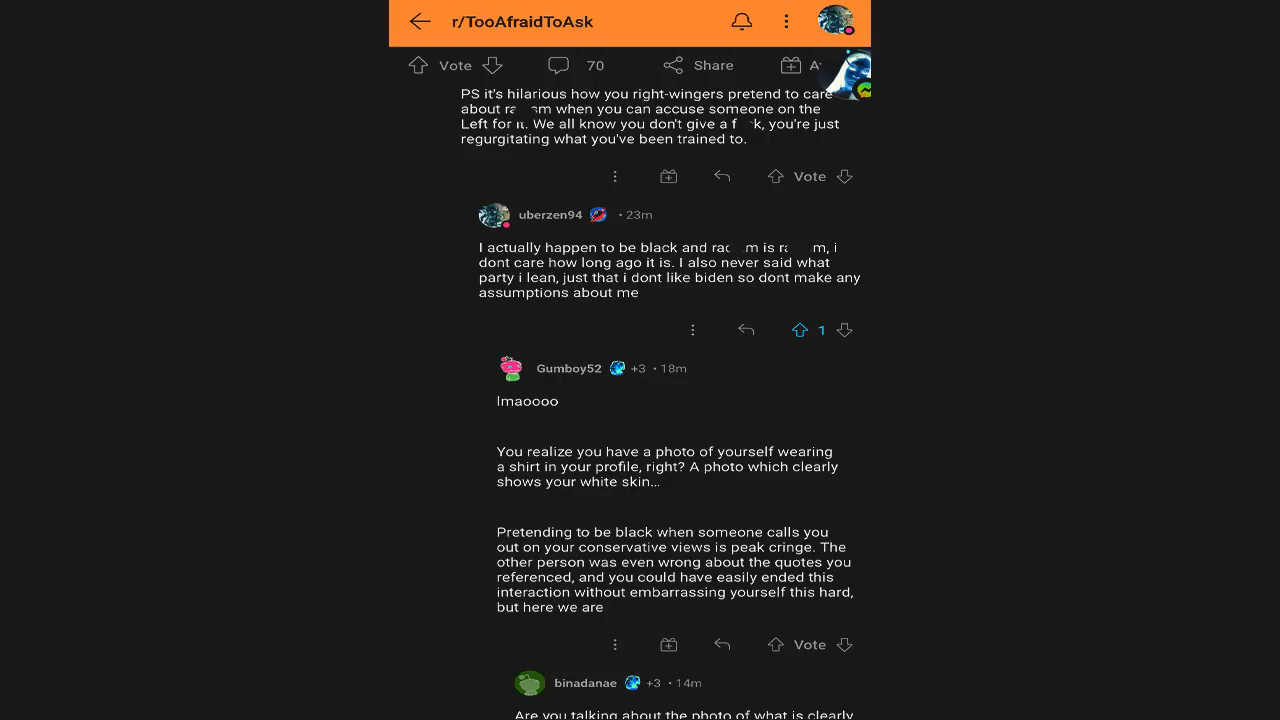 r/TooAfraidToAsk
Vote 70 Share
PS it's hilarious how you right-wingers pretend to care
about ra m when you can accuse someone on the
Left for it. We all know you don't give a f k, you're just
regurgitating what you've been trained to.
Vote
uberzen94 • 23m
I actually happen to be black and rac m is ra m, i
dont care how long ago it is. I also never said what
party i lean, just that i dont like biden so dont make any
assumptions about me
1
Gumboy52 +3 • 18m
lmaoooo
You realize you have a photo of yourself wearing
a shirt in your profile, right? A photo which clearly
shows your white skin...
Pretending to be black when someone calls you
out on your conservative views is peak cringe. The
other person was even wrong about the quotes you
referenced, and you could have easily ended this
interaction without embarrassing yourself this hard,
but here we are
Vote
binadanae +3 • 14m
Are you talking about the photo of what is clearly